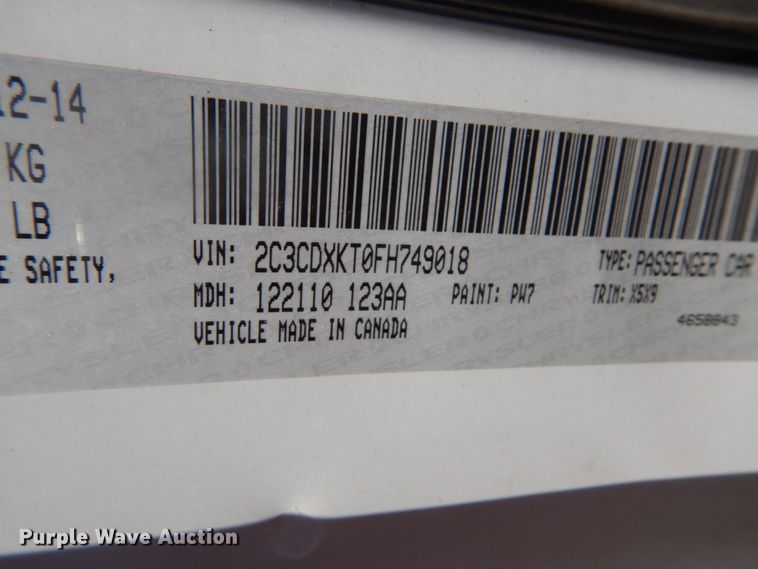 12-14
KG
LB
E SAFETY,
VIN: 2C3CDXKT0FH749018 TYPE: PASSENGER CAR
MDH: 122110 123AA PAINT: PW7 TRIM: X5X9
VEHICLE MADE IN CANADA 4658843
Purple Wave Auction